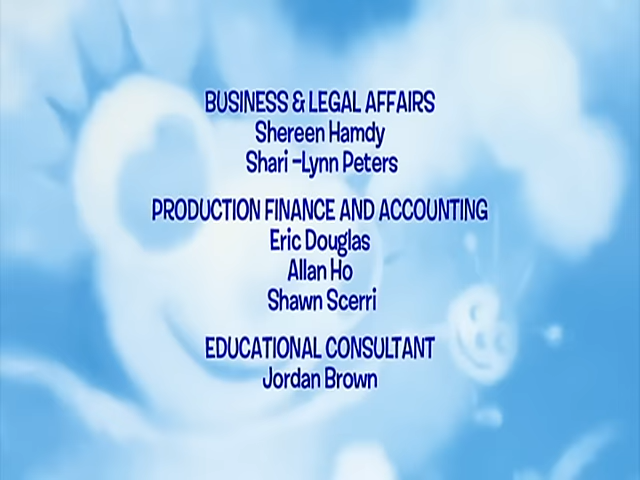 BUSINESS & LEGAL AFFAIRS
Shereen Hamdy
Shari -Lynn Peters
PRODUCTION FINANCE AND ACCOUNTING
Eric Douglas
Allan Ho
Shawn Scerri
EDUCATIONAL CONSULTANT
Jordan Brown